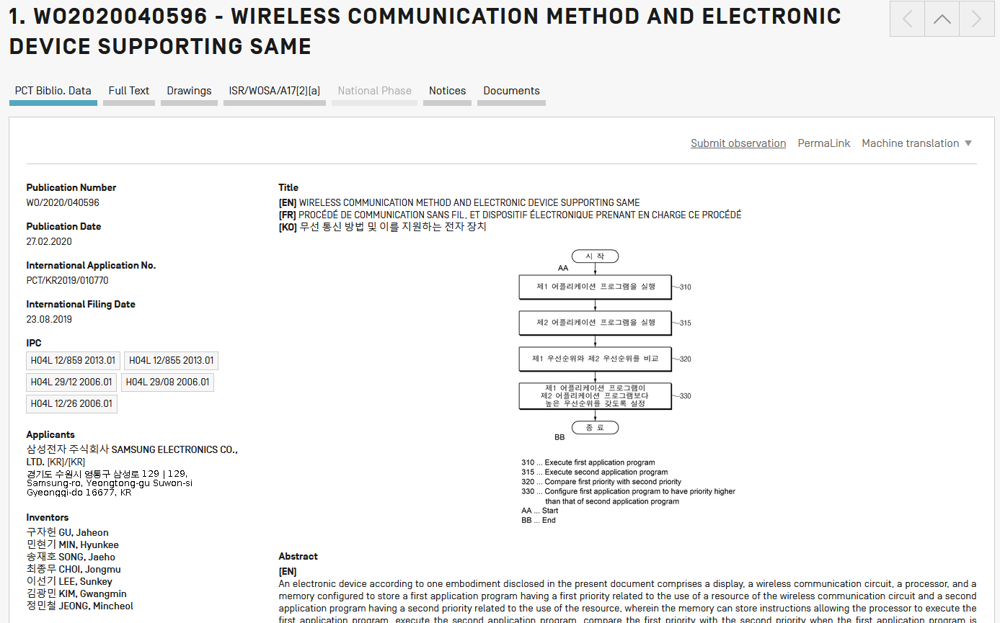 1. WO2020040596 - WIRELESS COMMUNICATION METHOD AND ELECTRONIC
DEVICE SUPPORTING SAME
PCT Biblio. Data Full Text Drawings ISR/WOSA/A17[2][a] National Phase Notices Documents
Submit observation PermaLink Machine translation
Publication Number
WO/2020/040596
Publication Date
27.02.2020
International Application No.
PCT/KR2019/010770
International Filing Date
23.08.2019
IPC
H04L 12/859 2013.01 H04L 12/855 2013.01
H04L 29/12 2006.01 H04L 29/08 2006.01
H04L 12/26 2006.01
Applicants
삼성전자 주식회사 SAMSUNG ELECTRONICS CO.,
LTD. [KR]/[KR]
경기도 수원시 영통구 삼성로 129 | 129,
Samsung-ro, Yeongtong-gu Suwon-si
Gyeonggi-do 16677, KR
Inventors
구자헌 GU, Jaheon
민현기 MIN, Hyunkee
송재호 SONG, Jaeho
최종무 CHOI, Jongmu
이선기 LEE, Sunkey
김광민 KIM, Gwangmin
정민철 JEONG, Mincheol
Title
[EN] WIRELESS COMMUNICATION METHOD AND ELECTRONIC DEVICE SUPPORTING SAME
[FR] PROCÉDÉ DE COMMUNICATION SANS FIL, ET DISPOSITIF ÉLECTRONIQUE PRENANT EN CHARGE CE PROCÉDÉ
[KO] 무선 통신 방법 및 이를 지원하는 전자 장치
시 작
AA
제1 어플리케이션 프로그램을 실행 310
제2 어플리케이션 프로그램을 실행 315
제1 우선순위와 제2 우선순위를 비교 320
제1 어플리케이션 프로그램이
제2 어플리케이션 프로그램보다 330
높은 우선순위를 갖도록 설정
종 료
BB
310 ... Execute first application program
315 ... Execute second application program
320 ... Compare first priority with second priority
330 ... Configure first application program to have priority higher
than that of second application program
AA ... Start
BB ... End
Abstract
[EN]
An electronic device according to one embodiment disclosed in the present document comprises a display, a wireless communication circuit, a processor, and a
memory configured to store a first application program having a first priority related to the use of a resource of the wireless communication circuit and a second
application program having a second priority related to the use of the resource, wherein the memory can store instructions allowing the processor to execute the
first application program, execute the second application program, compare the first priority with the second priority when the first application program is